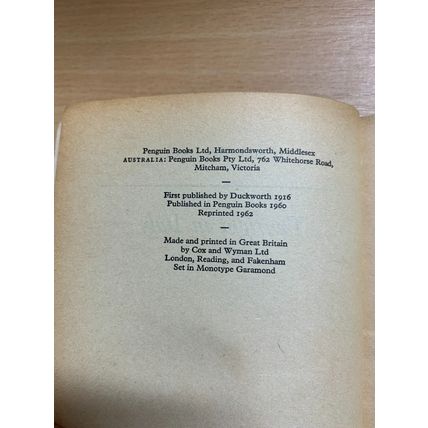 Penguin Books Ltd, Harmondsworth, Middlesex
AUSTRALIA: Penguin Books Pty Ltd, 762 Whitehorse Road,
Mitcham, Victoria
—
First published by Duckworth 1916
Published in Penguin Books 1960
Reprinted 1962
—
Made and printed in Great Britain
by Cox and Wyman Ltd
London, Reading, and Fakenham
Set in Monotype Garamond